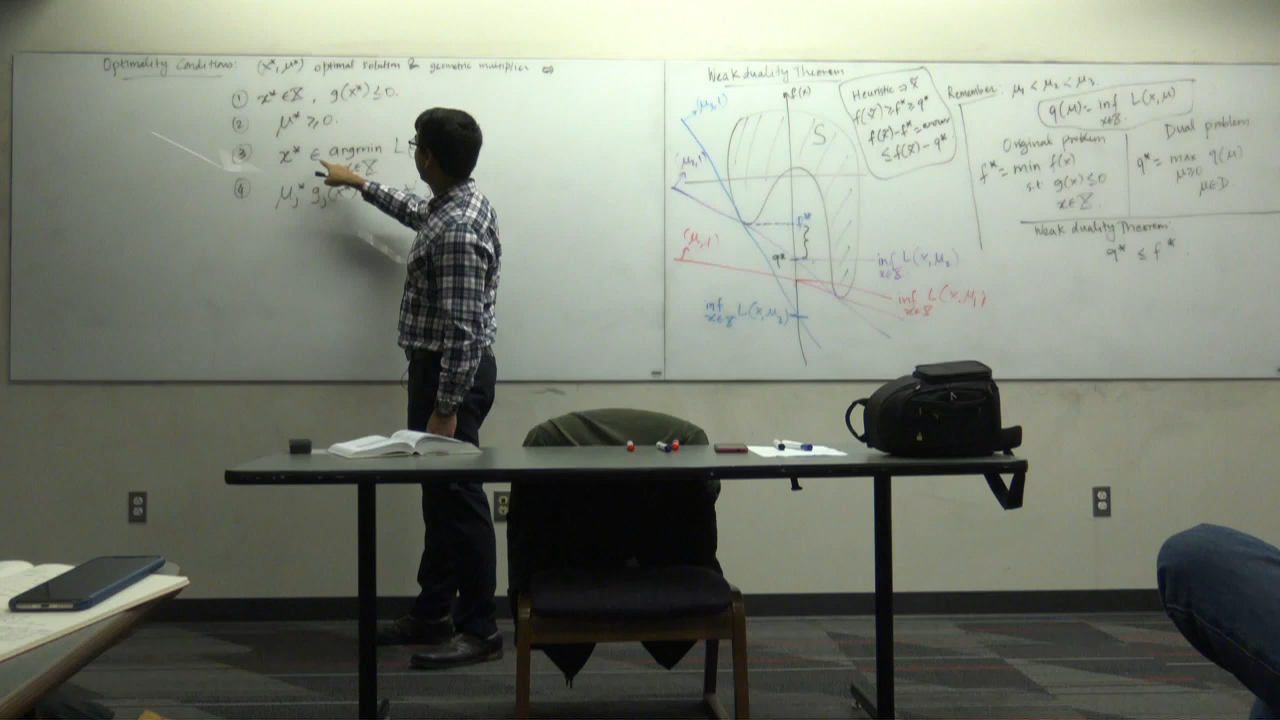 Optimality Conditions: (x*, μ*) optimal solution & geometric multiplier ⇔
① x* ∈ X, g(x*) ≤ 0.
② μ* ≥ 0.
③ x* ∈ argmin L(
x∈X
④ μj* gj(x*
Weak duality Theorem
f(x)
S
(μ3,1)
(μ2,1)
(μ1,1)
f*
q*
inf L(x,μ2)
x∈X
inf L(x,μ1)
x∈X
inf L(x,μ3)
x∈X
Heuristic → x̄
f(x̄) ≥ f* ≥ q*
f(x̄) - f* = error
≤ f(x̄) - q*
Remember: μ1 < μ2 < μ3
q(μ) = inf L(x,μ)
x∈X
Original problem
f* = min f(x)
s.t g(x) ≤ 0
x∈X
Dual problem
q* = max q(μ)
μ≥0
μ∈D
Weak duality Theorem:
q* ≤ f*